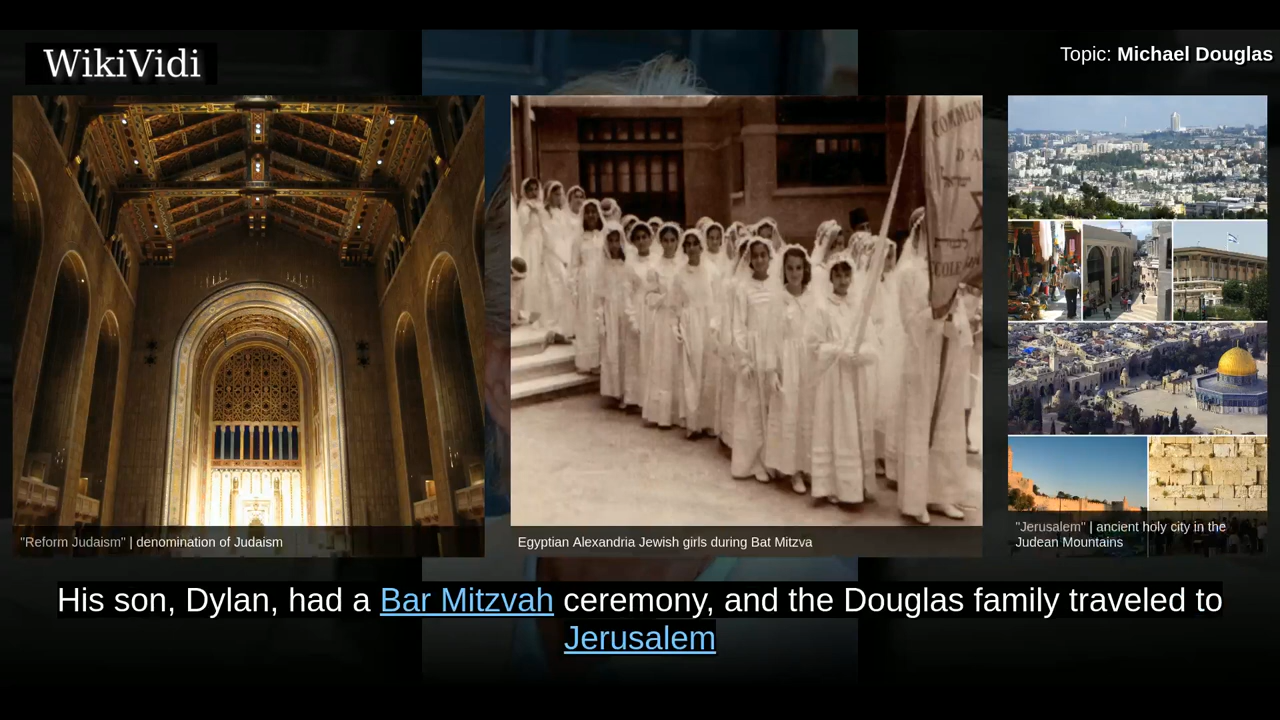 WikiVidi
Topic: Michael Douglas
"Reform Judaism" | denomination of Judaism
Egyptian Alexandria Jewish girls during Bat Mitzva
"Jerusalem" | ancient holy city in the
Judean Mountains
His son, Dylan, had a Bar Mitzvah ceremony, and the Douglas family traveled to
Jerusalem